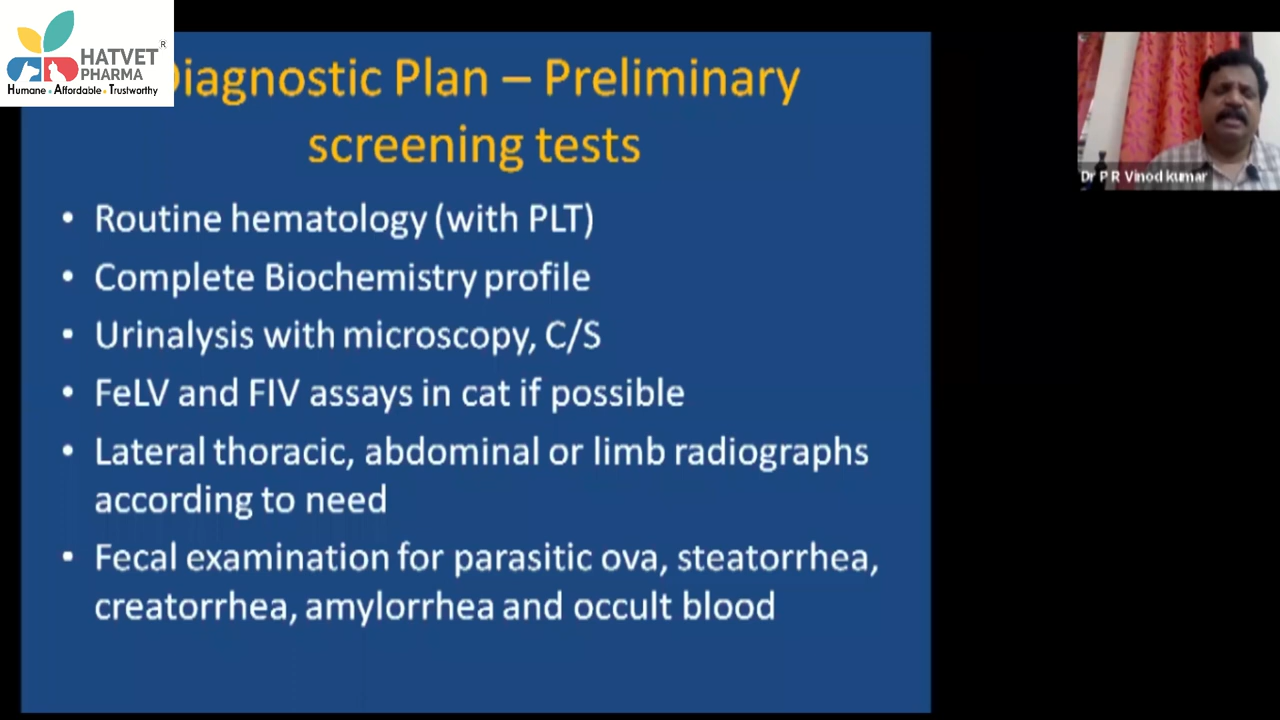 HATVET
PHARMA
®
Humane • Affordable • Trustworthy
Diagnostic Plan – Preliminary
screening tests
• Routine hematology (with PLT)
• Complete Biochemistry profile
• Urinalysis with microscopy, C/S
• FeLV and FIV assays in cat if possible
• Lateral thoracic, abdominal or limb radiographs
according to need
• Fecal examination for parasitic ova, steatorrhea,
creatorrhea, amylorrhea and occult blood
Dr P R Vinod kumar